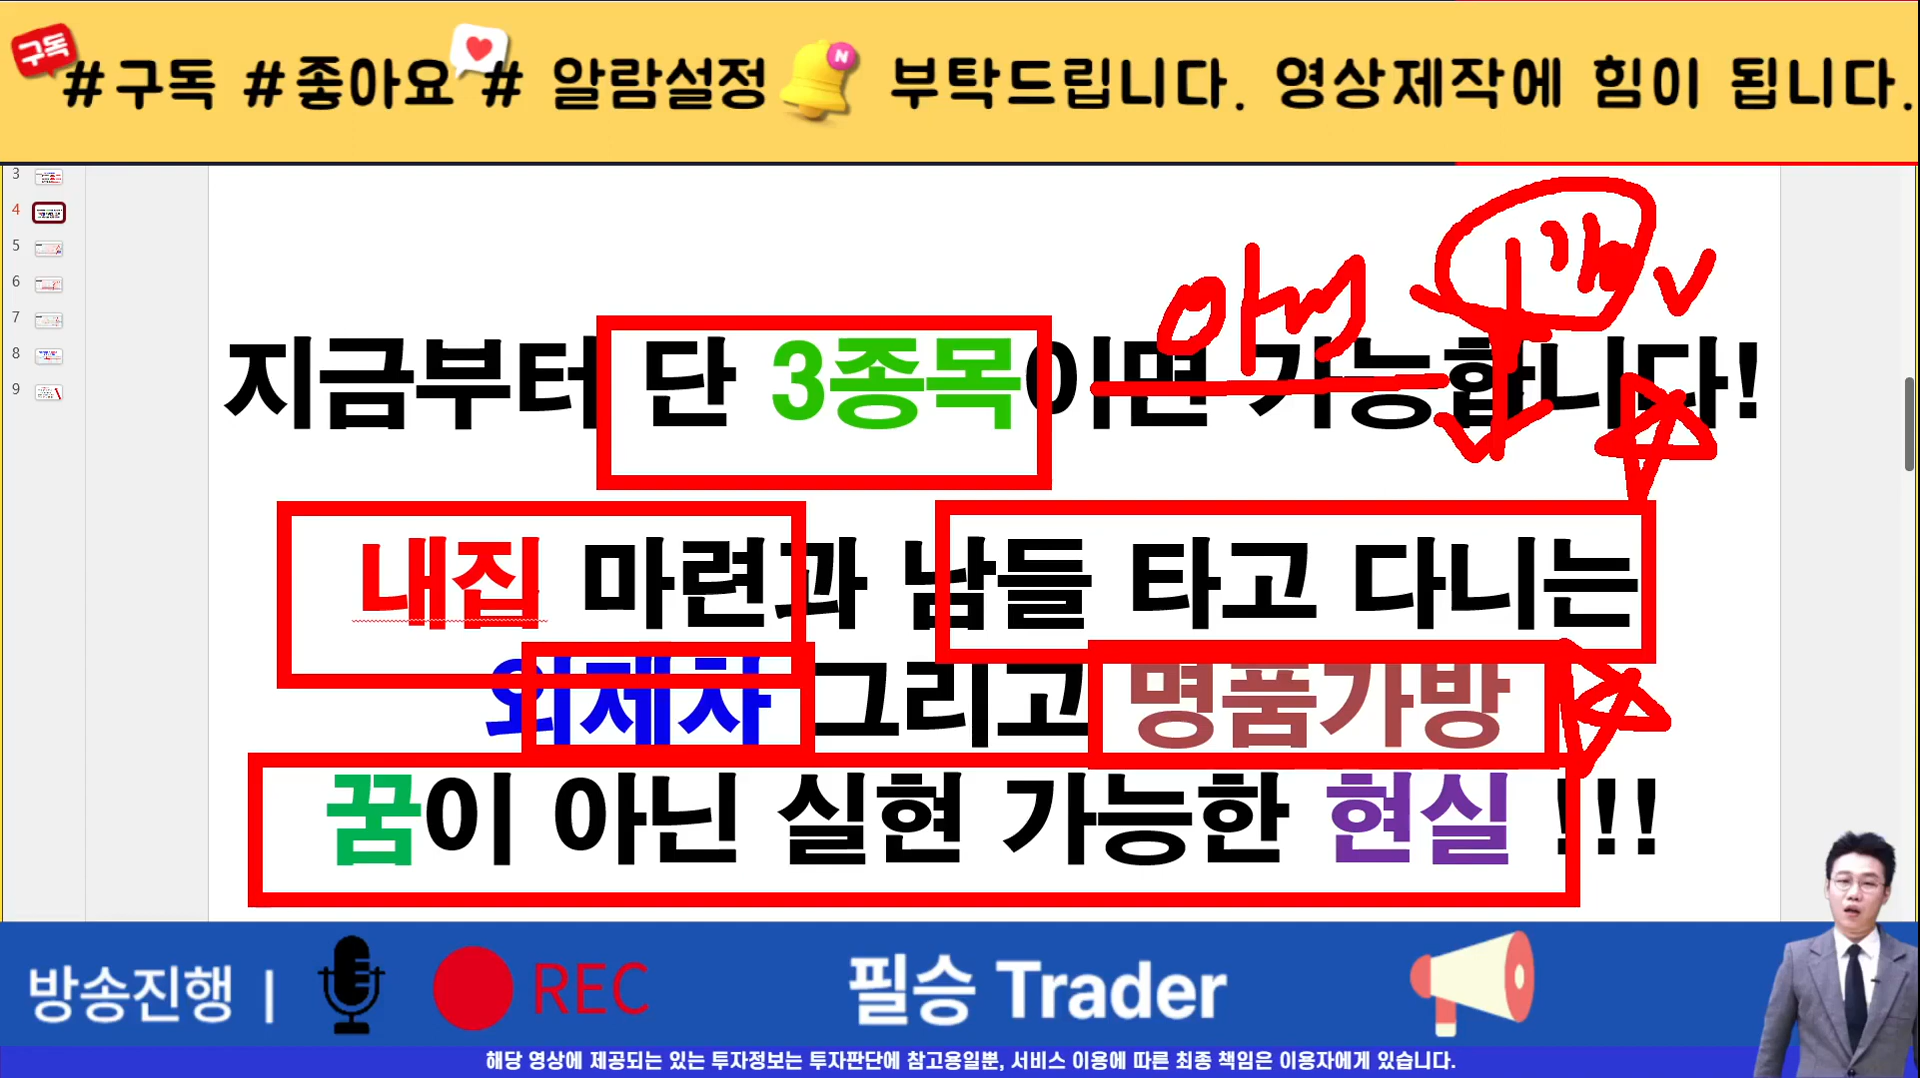 구독
#구독 #좋아요 # 알람설정 N 부탁드립니다. 영상제작에 힘이 됩니다.
3
4
5
6
7
8
9
지금부터 단 3종목이면 가능합니다!
내집 마련과 남들 타고 다니는
외제차 그리고 명품가방
꿈이 아닌 실현 가능한 현실 !!!
방송진행 | REC 필승 Trader
해당 영상에 제공되는 있는 투자정보는 투자판단에 참고용일뿐, 서비스 이용에 따른 최종 책임은 이용자에게 있습니다.